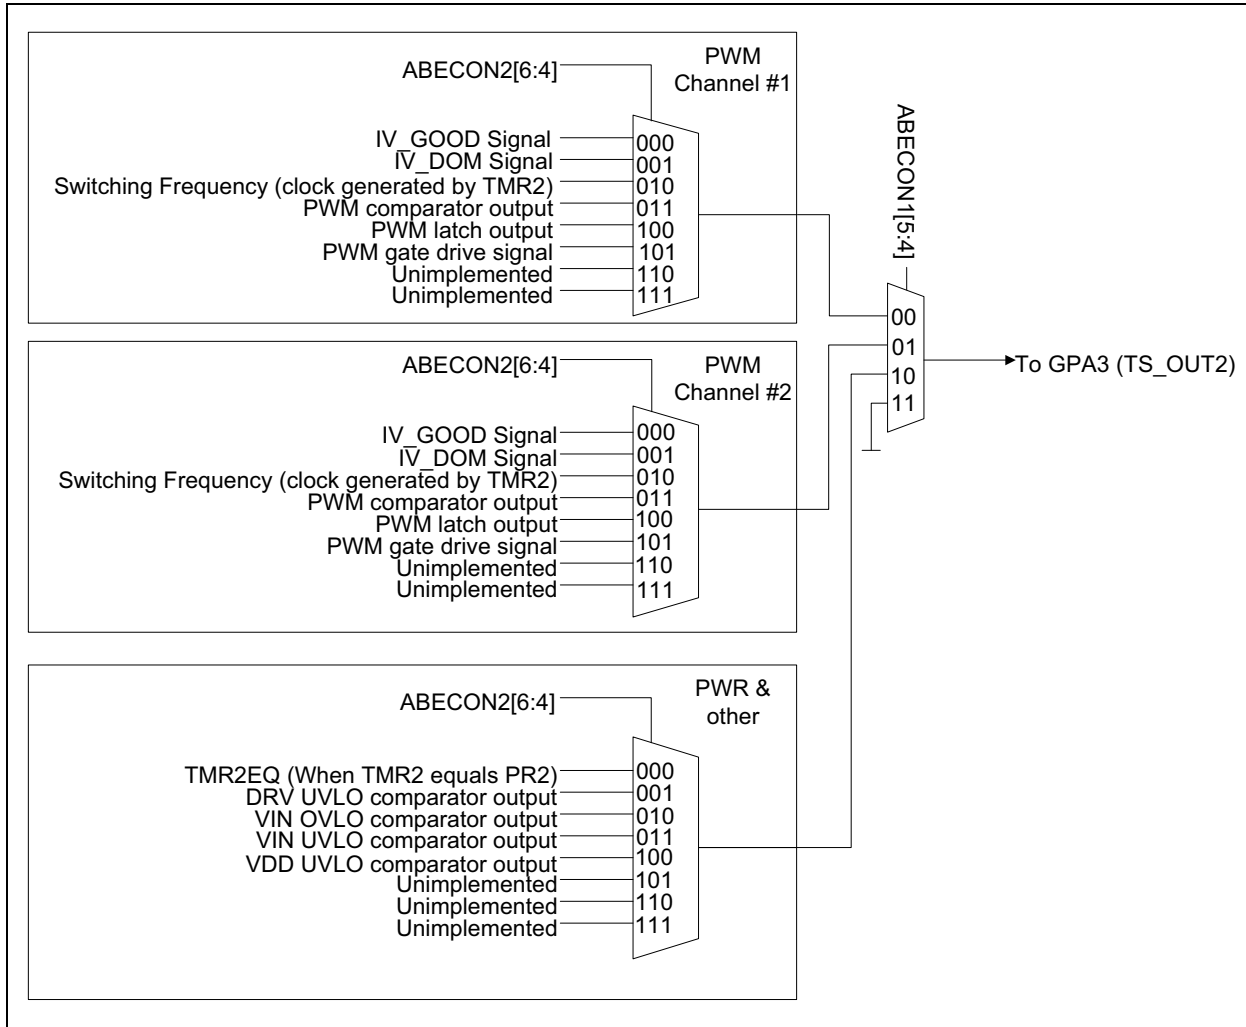 PWM
Channel #1
ABECON2[6:4]
IV_GOOD Signal
000
IV_DOM Signal
001
Switching Frequency (clock generated by TMR2)
010
PWM comparator output
011
PWM latch output
100
PWM gate drive signal
101
Unimplemented
110
Unimplemented
111
PWM
Channel #2
ABECON2[6:4]
IV_GOOD Signal
000
IV_DOM Signal
001
Switching Frequency (clock generated by TMR2)
010
PWM comparator output
011
PWM latch output
100
PWM gate drive signal
101
Unimplemented
110
Unimplemented
111
PWR &
other
ABECON2[6:4]
TMR2EQ (When TMR2 equals PR2)
000
DRV UVLO comparator output
001
VIN OVLO comparator output
010
VIN UVLO comparator output
011
VDD UVLO comparator output
100
Unimplemented
101
Unimplemented
110
Unimplemented
111
ABECON1[5:4]
00
01
10
11
To GPA3 (TS_OUT2)